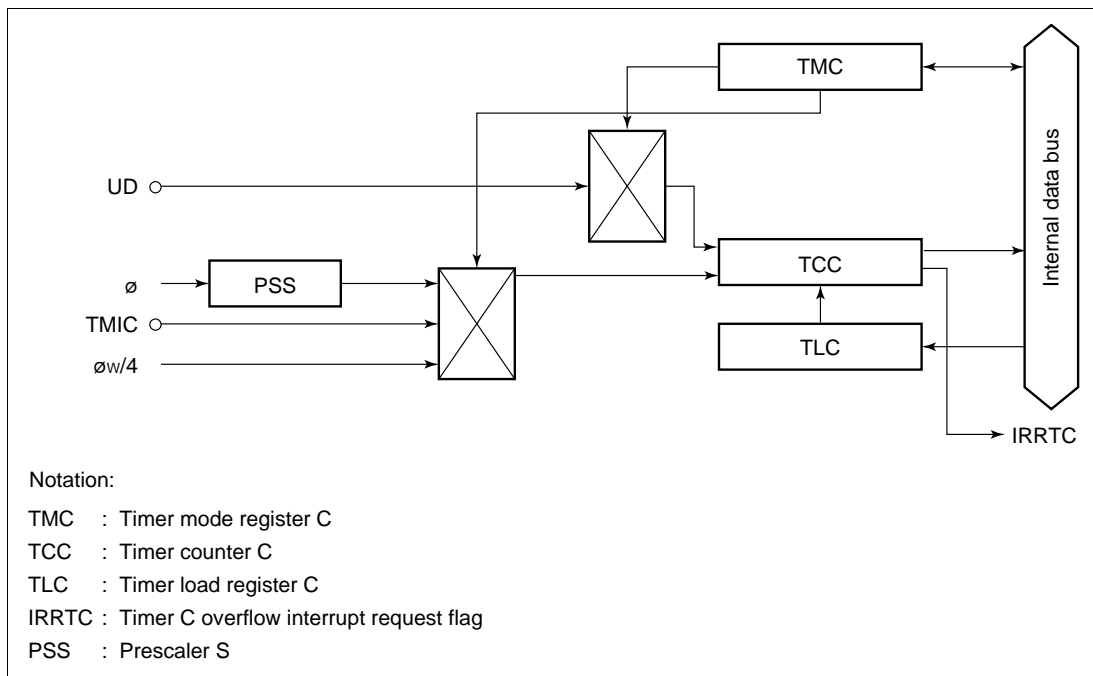 TMC
UD
TCC
ø
PSS
TMIC
TLC
øw/4
Internal data bus
IRRTC
Notation:
TMC : Timer mode register C
TCC : Timer counter C
TLC : Timer load register C
IRRTC : Timer C overflow interrupt request flag
PSS : Prescaler S